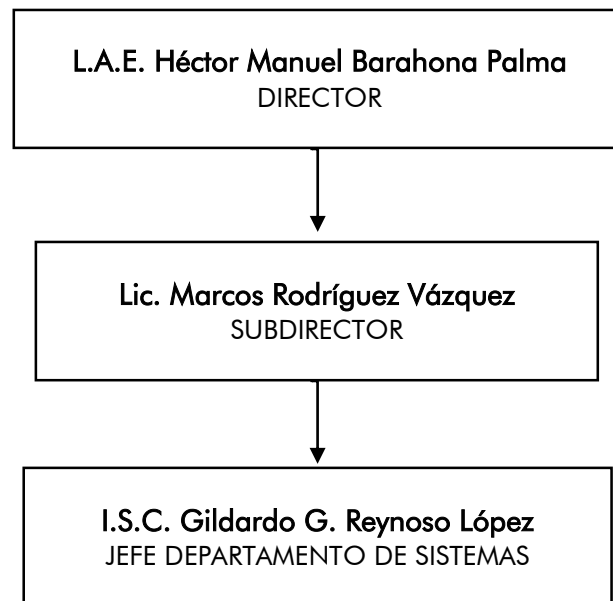 L.A.E. Héctor Manuel Barahona Palma
DIRECTOR
Lic. Marcos Rodríguez Vázquez
SUBDIRECTOR
I.S.C. Gildardo G. Reynoso López
JEFE DEPARTAMENTO DE SISTEMAS